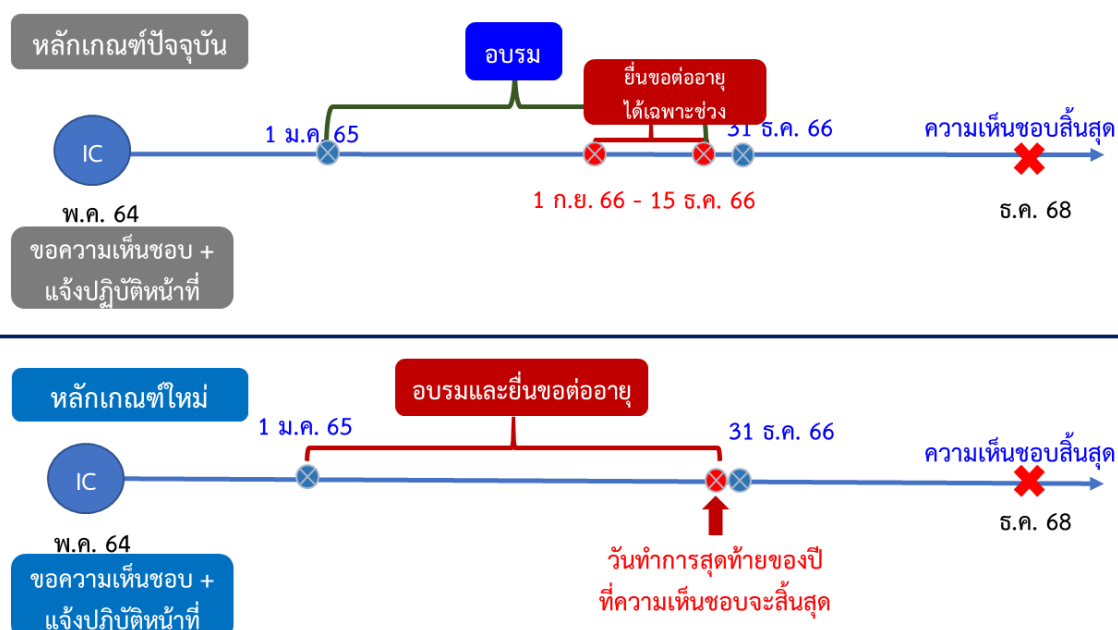 หลักเกณฑ์ปัจจุบัน
อบรม
ยื่นขอต่ออายุ
ได้เฉพาะช่วง
1 ม.ค. 65
31 ธ.ค. 66
ความเห็นชอบสิ้นสุด
IC
1 ก.ย. 66 - 15 ธ.ค. 66
พ.ค. 64
ธ.ค. 68
ขอความเห็นชอบ +
แจ้งปฏิบัติหน้าที่
หลักเกณฑ์ใหม่
อบรมและยื่นขอต่ออายุ
1 ม.ค. 65
31 ธ.ค. 66
ความเห็นชอบสิ้นสุด
IC
พ.ค. 64
ธ.ค. 68
วันทำการสุดท้ายของปี
ที่ความเห็นชอบจะสิ้นสุด
ขอความเห็นชอบ +
แจ้งปฏิบัติหน้าที่